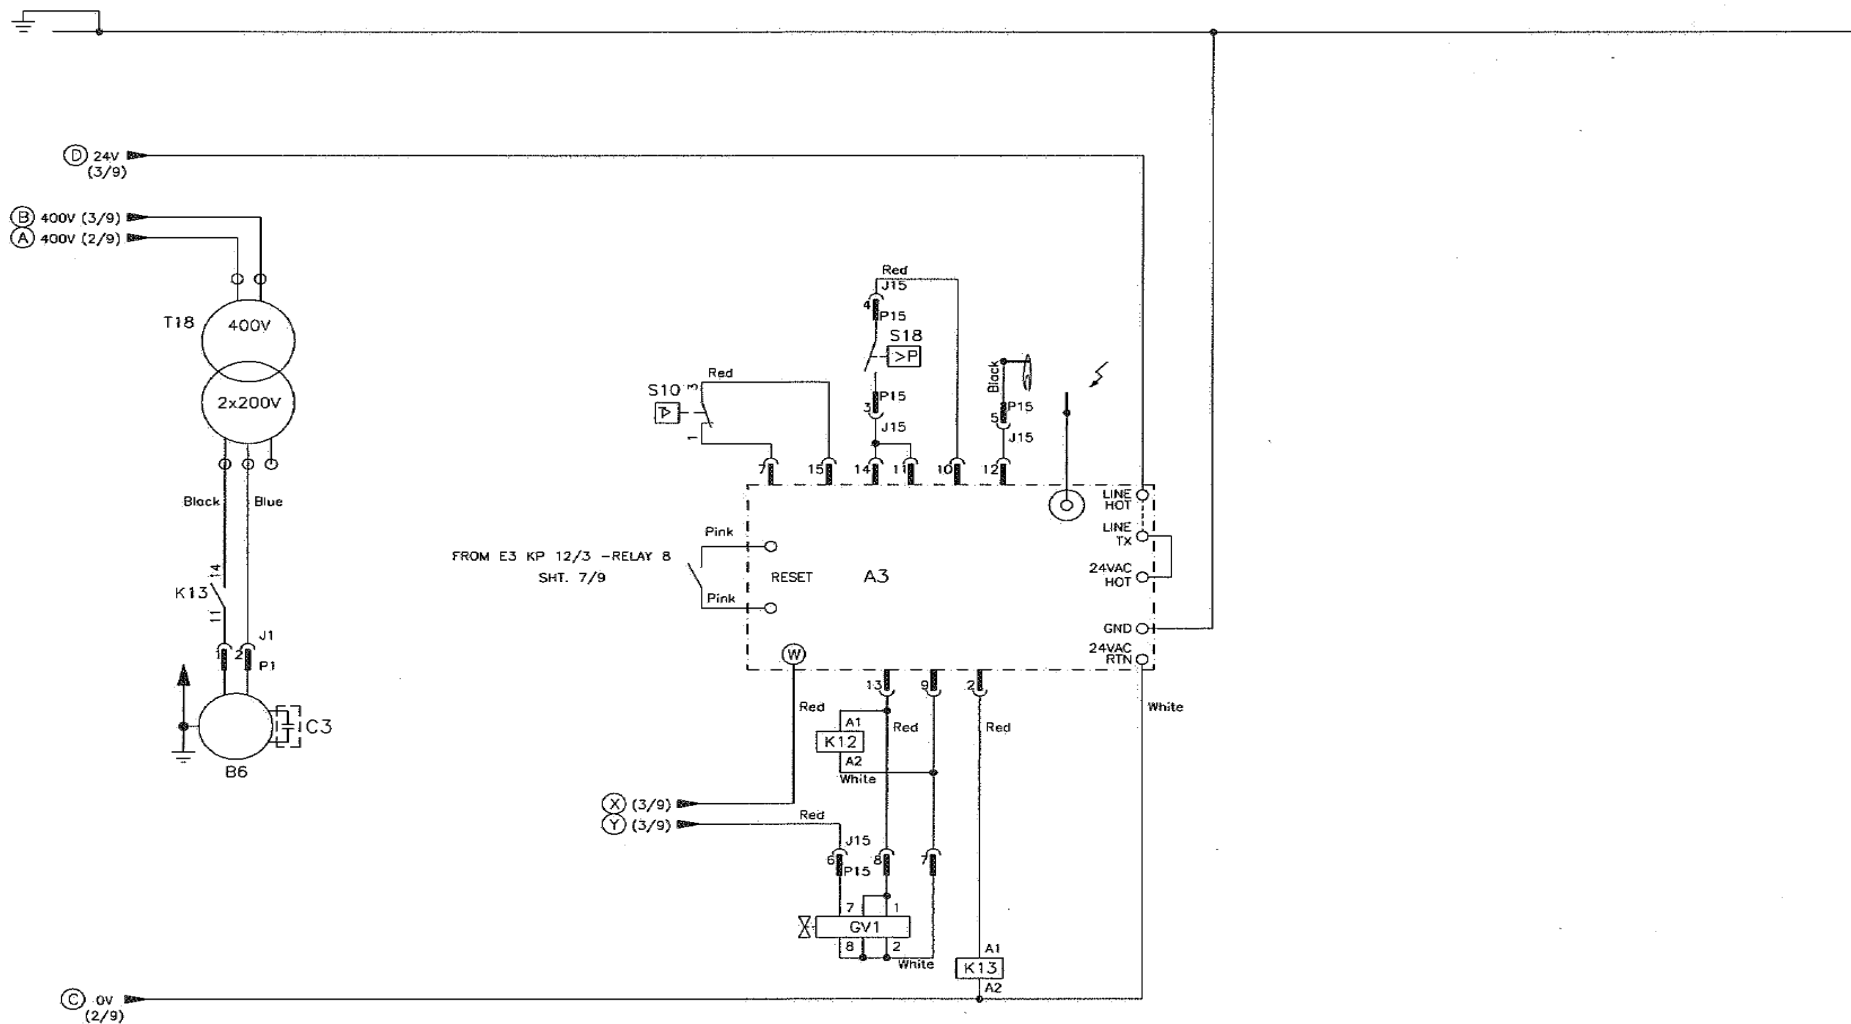 D 24V
(3/9)
B 400V (3/9)
A 400V (2/9)
T18
400V
2x200V
Black
Blue
14
K13
11
J1
1
2
P1
C3
B6
Red
J15
4
P15
S18
>P
P15
3
J15
Red
S10
3
1
Black
P15
5
J15
7
15
14
11
10
12
LINE
HOT
LINE
TX
24VAC
HOT
GND
24VAC
RTN
Pink
FROM E3 KP 12/3 -RELAY 8
SHT. 7/9
RESET
A3
Pink
W
13
9
2
Red
White
A1
Red
Red
K12
A2
White
X (3/9)
Y (3/9)
Red
J15
6
8
7
P15
7
1
GV1
8
2
White
A1
K13
A2
C 0V
(2/9)